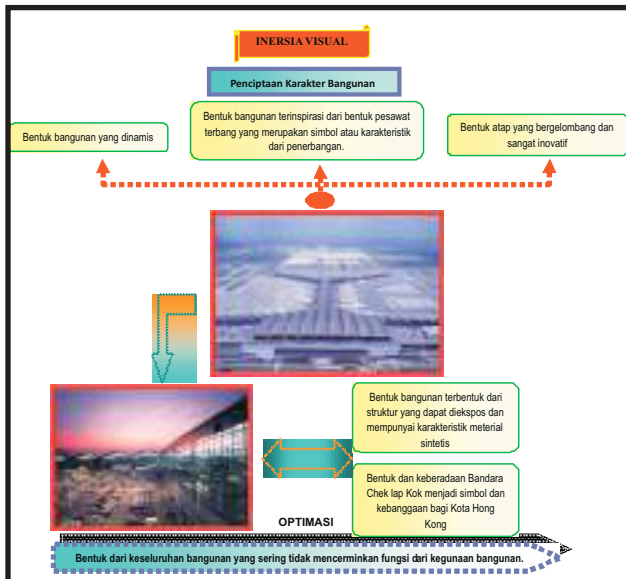 INERSIA VISUAL
Penciptaan Karakter Bangunan
Bentuk bangunan yang dinamis
Bentuk bangunan terinspirasi dari bentuk pesawat
terbang yang merupakan simbol atau karakteristik
dari penerbangan.
Bentuk atap yang bergelombang dan
sangat inovatif
Bentuk bangunan terbentuk dari
struktur yang dapat diekspos dan
mempunyai karakteristik meterial
sintetis
Bentuk dan keberadaan Bandara
Chek lap Kok menjadi simbol dan
kebanggaan bagi Kota Hong
Kong
OPTIMASI
Bentuk dari keseluruhan bangunan yang sering tidak mencerminkan fungsi dari kegunaan bangunan.